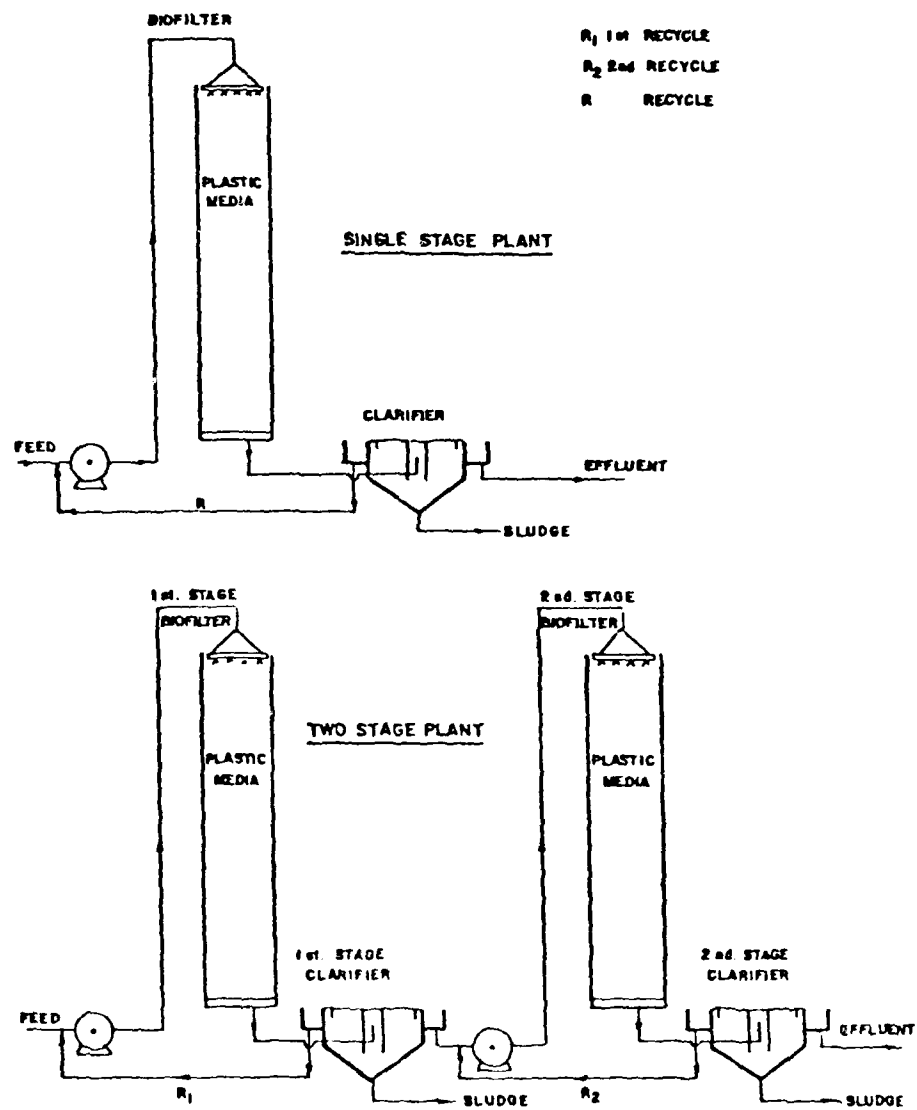 BIOFILTER
R₁ 1st RECYCLE
R₂ 2nd RECYCLE
R RECYCLE
PLASTIC
MEDIA
SINGLE STAGE PLANT
CLARIFIER
FEED
EFFLUENT
R
SLUDGE
1st. STAGE
BIOFILTER
2nd. STAGE
BIOFILTER
TWO STAGE PLANT
PLASTIC
MEDIA
PLASTIC
MEDIA
1st. STAGE
CLARIFIER
2nd. STAGE
CLARIFIER
FEED
EFFLUENT
R₁
SLUDGE
R₂
SLUDGE